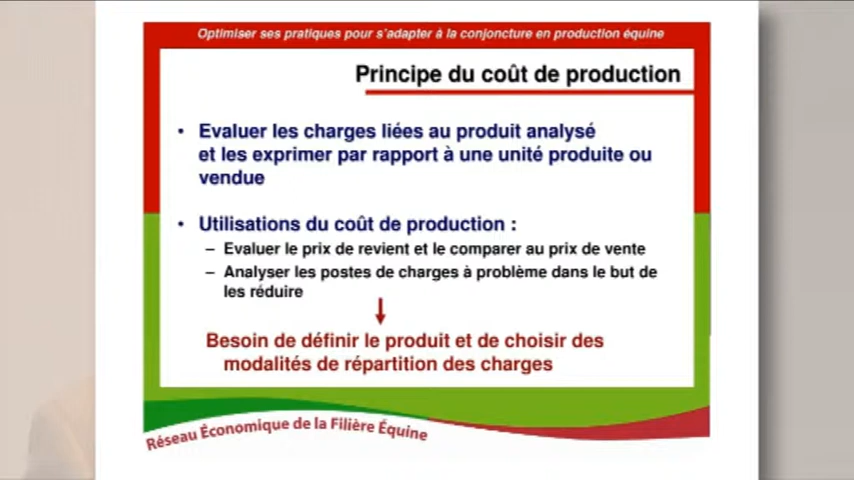 Optimiser ses pratiques pour s'adapter à la conjoncture en production équine
Principe du coût de production
• Evaluer les charges liées au produit analysé
et les exprimer par rapport à une unité produite ou
vendue
• Utilisations du coût de production :
– Evaluer le prix de revient et le comparer au prix de vente
– Analyser les postes de charges à problème dans le but de
les réduire
Besoin de définir le produit et de choisir des
modalités de répartition des charges
Réseau Économique de la Filière Équine